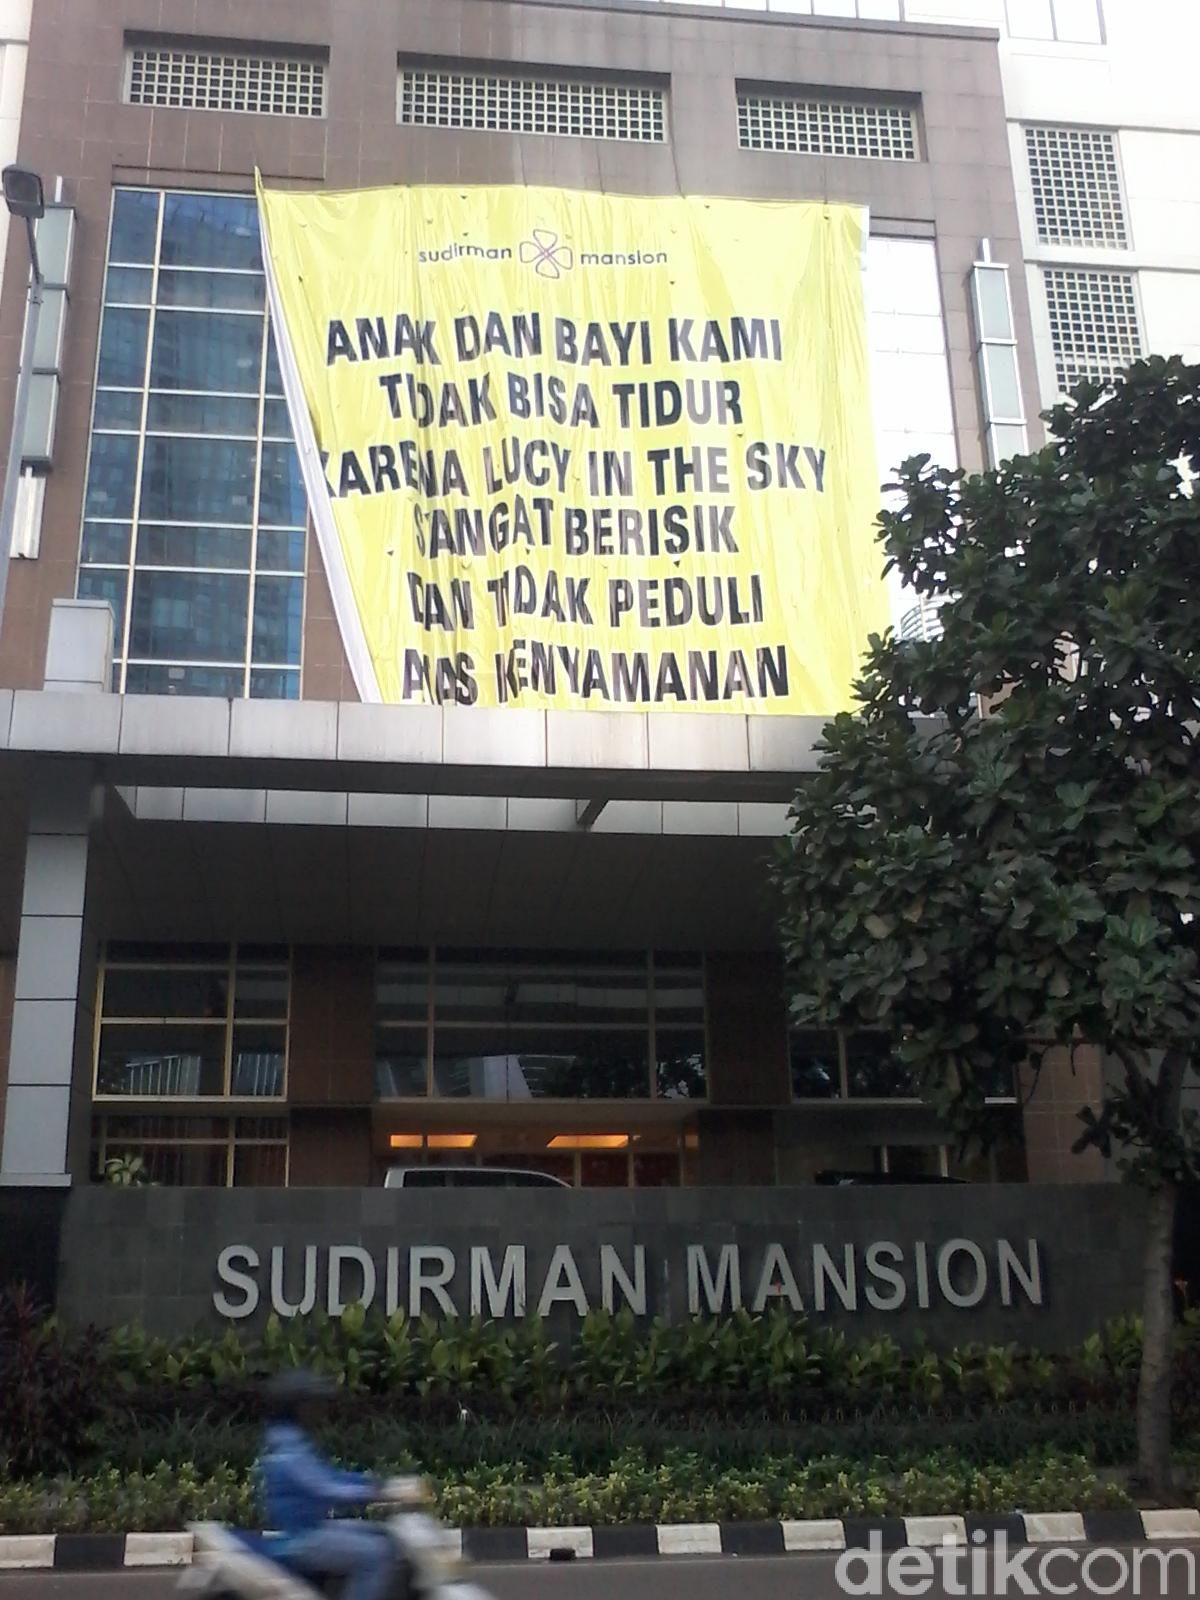 sudirman mansion
ANAK DAN BAYI KAMI
TIDAK BISA TIDUR
KARENA LUCY IN THE SKY
SANGAT BERISIK
DAN TIDAK PEDULI
ATAS KENYAMANAN
SUDIRMAN MANSION
detikcom